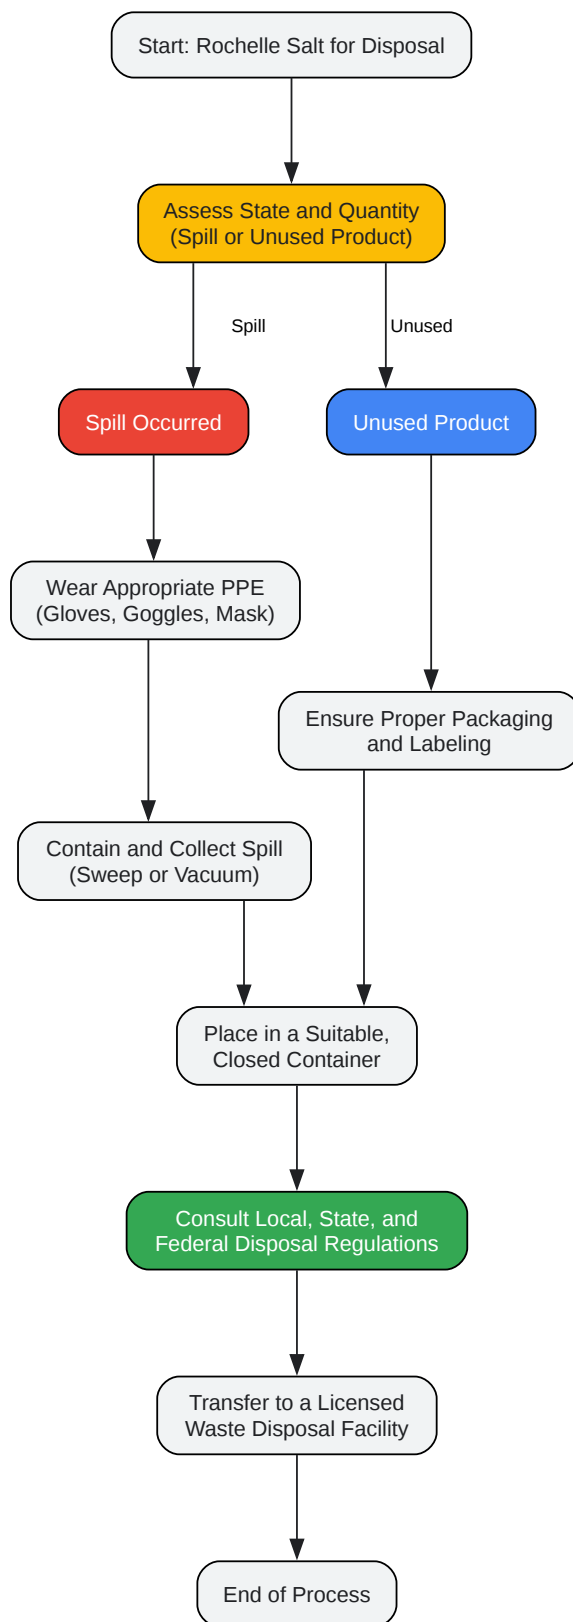 Start: Rochelle Salt for Disposal
Assess State and Quantity
(Spill or Unused Product)
Spill
Unused
Spill Occurred
Unused Product
Wear Appropriate PPE
(Gloves, Goggles, Mask)
Ensure Proper Packaging
and Labeling
Contain and Collect Spill
(Sweep or Vacuum)
Place in a Suitable,
Closed Container
Consult Local, State, and
Federal Disposal Regulations
Transfer to a Licensed
Waste Disposal Facility
End of Process